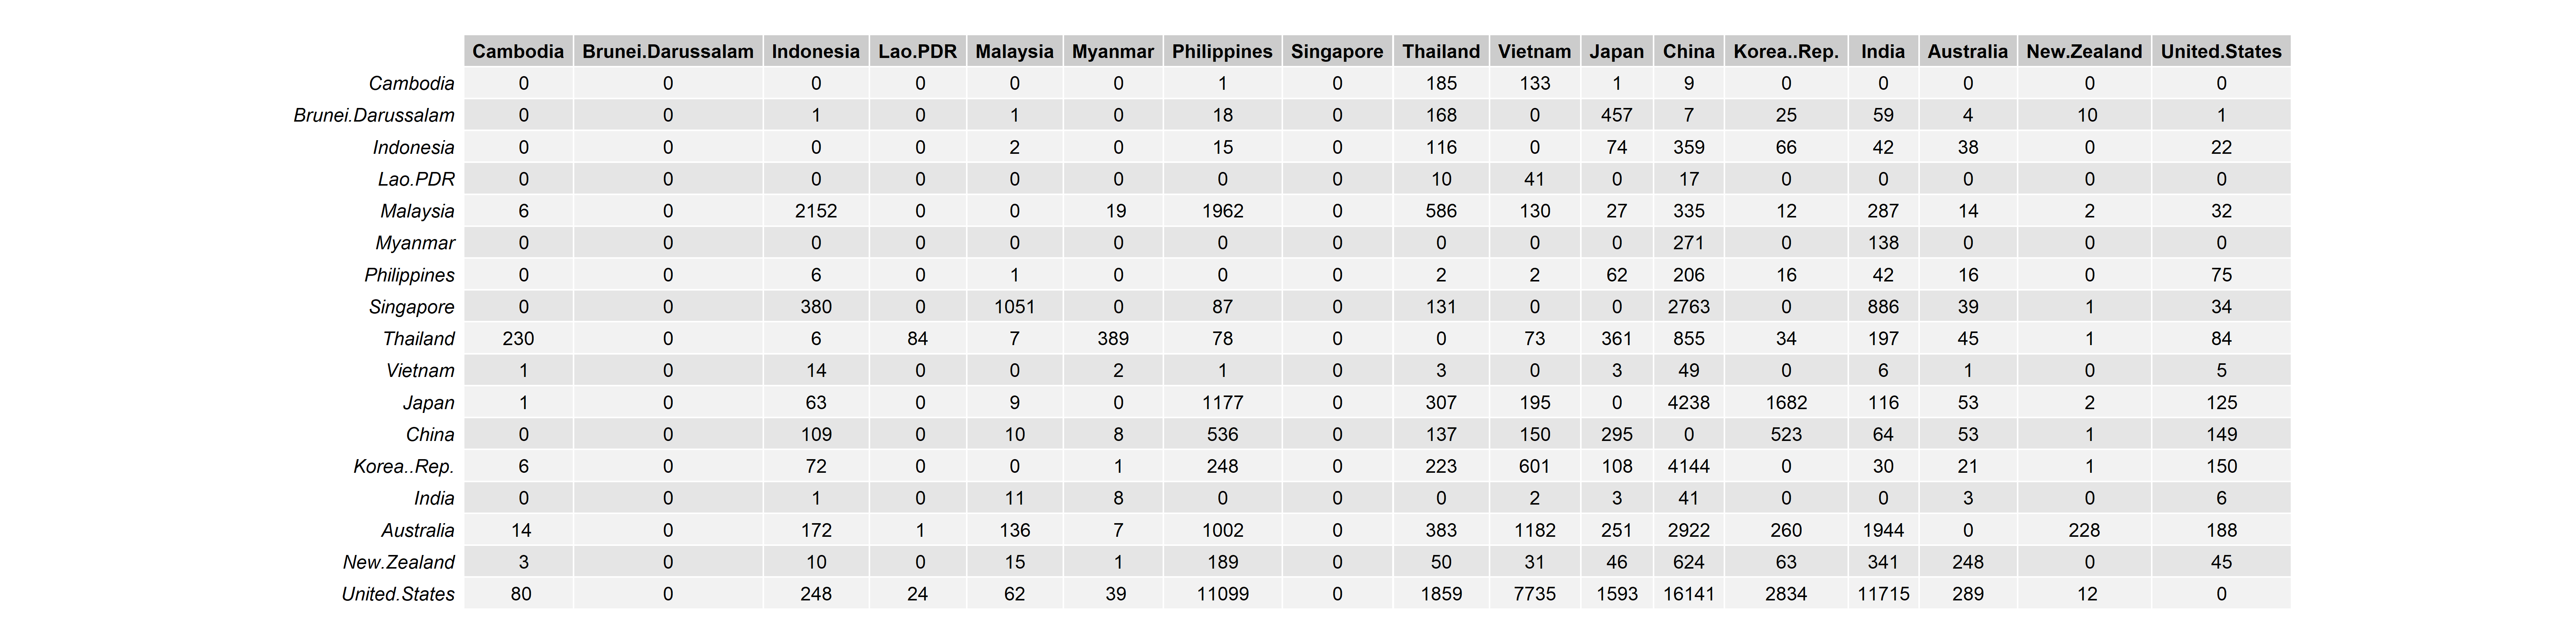 Cambodia Brunei.Darussalam Indonesia Lao.PDR Malaysia Myanmar Philippines Singapore Thailand Vietnam Japan China Korea..Rep. India Australia New.Zealand United.States
Cambodia 0 0 0 0 0 0 1 0 185 133 1 9 0 0 0 0 0
Brunei.Darussalam 0 0 1 0 1 0 18 0 168 0 457 7 25 59 4 10 1
Indonesia 0 0 0 0 2 0 15 0 116 0 74 359 66 42 38 0 22
Lao.PDR 0 0 0 0 0 0 0 0 10 41 0 17 0 0 0 0 0
Malaysia 6 0 2152 0 0 19 1962 0 586 130 27 335 12 287 14 2 32
Myanmar 0 0 0 0 0 0 0 0 0 0 0 271 0 138 0 0 0
Philippines 0 0 6 0 1 0 0 0 2 2 62 206 16 42 16 0 75
Singapore 0 0 380 0 1051 0 87 0 131 0 0 2763 0 886 39 1 34
Thailand 230 0 6 84 7 389 78 0 0 73 361 855 34 197 45 1 84
Vietnam 1 0 14 0 0 2 1 0 3 0 3 49 0 6 1 0 5
Japan 1 0 63 0 9 0 1177 0 307 195 0 4238 1682 116 53 2 125
China 0 0 109 0 10 8 536 0 137 150 295 0 523 64 53 1 149
Korea..Rep. 6 0 72 0 0 1 248 0 223 601 108 4144 0 30 21 1 150
India 0 0 1 0 11 8 0 0 0 2 3 41 0 0 3 0 6
Australia 14 0 172 1 136 7 1002 0 383 1182 251 2922 260 1944 0 228 188
New.Zealand 3 0 10 0 15 1 189 0 50 31 46 624 63 341 248 0 45
United.States 80 0 248 24 62 39 11099 0 1859 7735 1593 16141 2834 11715 289 12 0